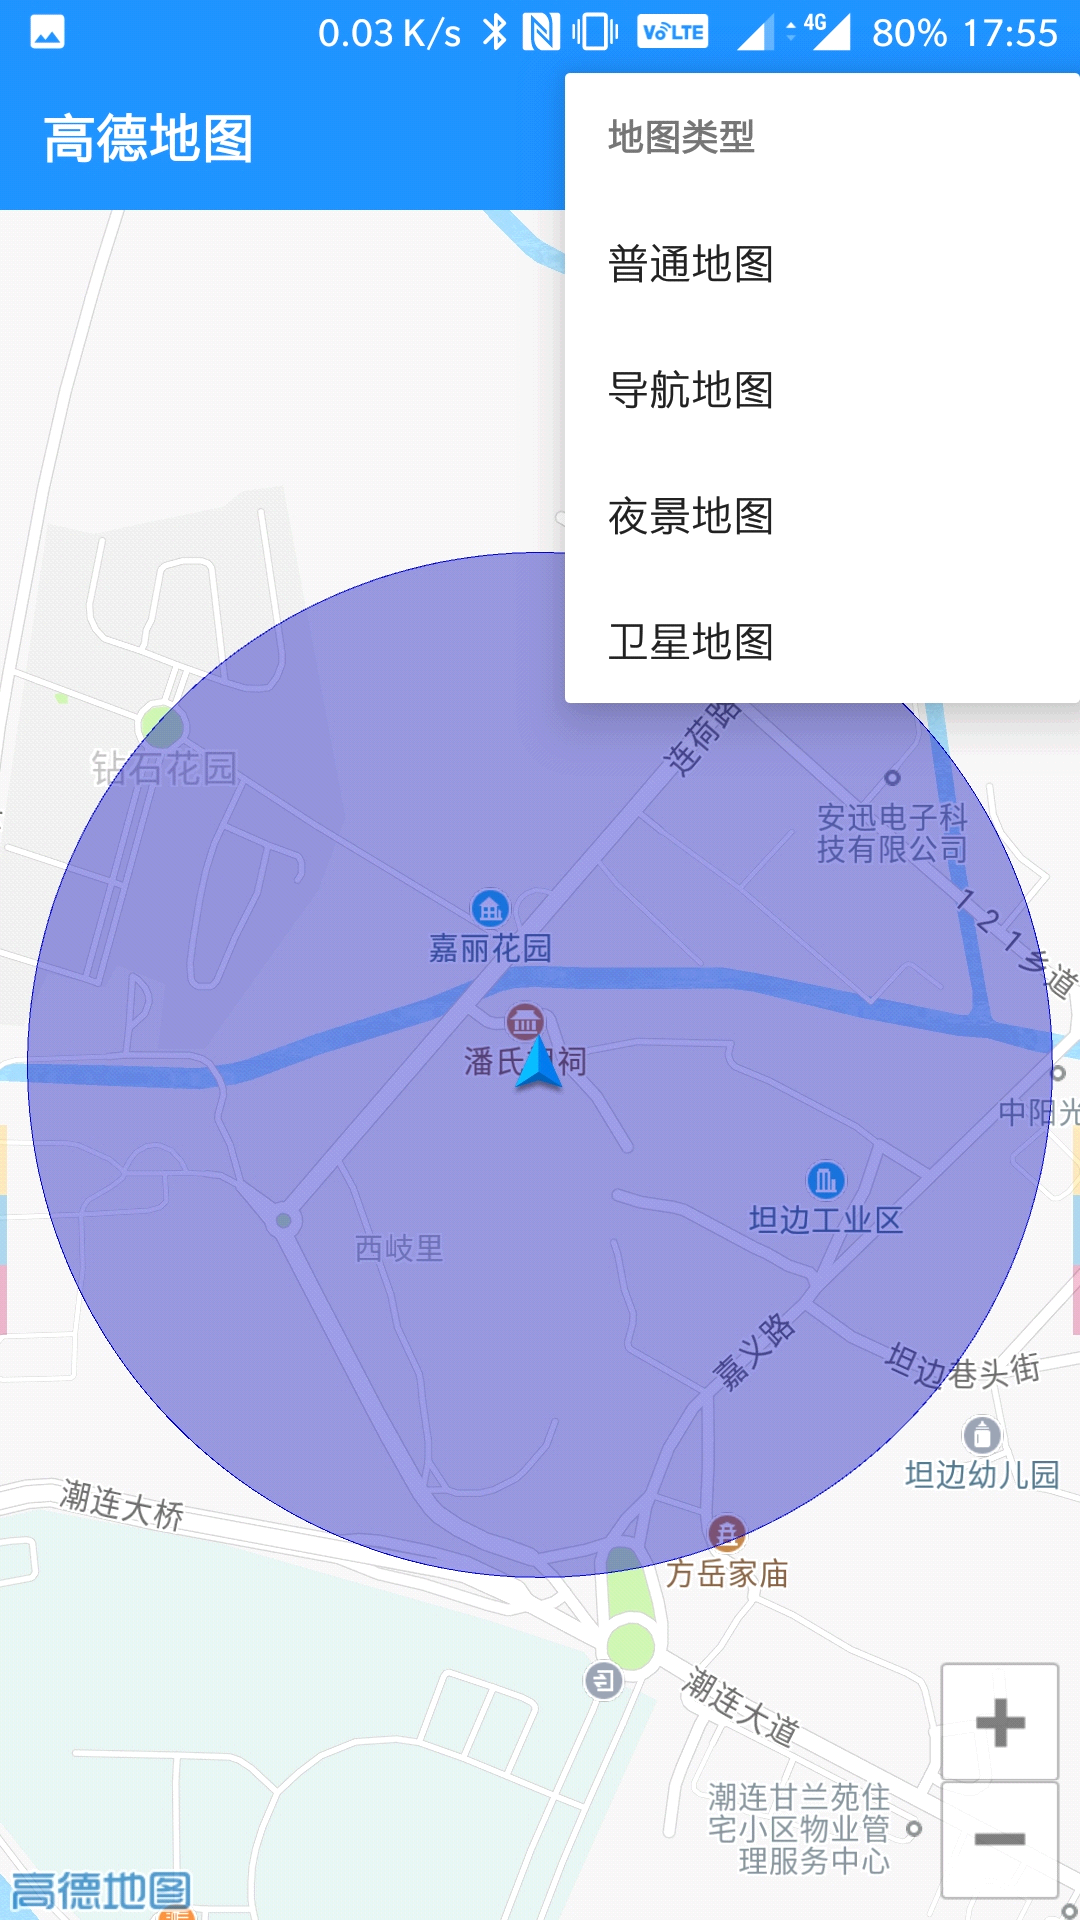 0.03 K/s VoLTE 4G 80% 17:55
高德地图
地图类型
普通地图
导航地图
夜景地图
卫星地图
连荷路
钻石花园
安迅电子科
技有限公司
121乡道
嘉丽花园
潘氏祠
中阳光
坦边工业区
西岐里
嘉义路
坦边巷头街
坦边幼儿园
潮连大桥
方岳家庙
潮连大道
潮连甘兰苑住
宅小区物业管
理服务中心
高德地图